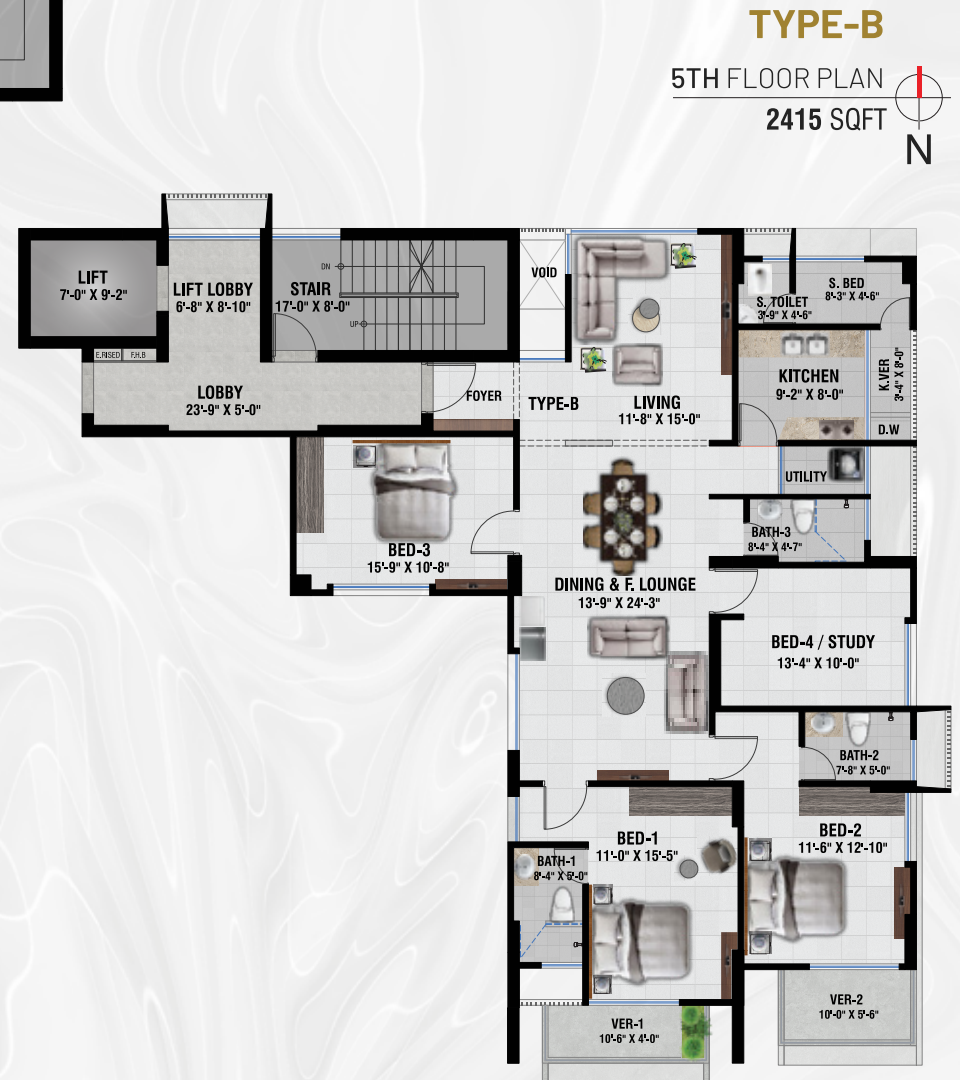 TYPE-B
5TH FLOOR PLAN
2415 SQFT
N
LIFT
7'-0" X 9'-2"
LIFT LOBBY
6'-8" X 8'-10"
DN
UP
STAIR
17'-0" X 8'-0"
VOID
S. BED
8'-3" X 4'-6"
S. TOILET
3'-9" X 4'-6"
E.RISED
F.H.B
LOBBY
23'-9" X 5'-0"
FOYER
TYPE-B
LIVING
11'-8" X 15'-0"
KITCHEN
9'-2" X 8'-0"
K.VER
3'-4" X 8'-0"
D.W
UTILITY
BATH-3
8'-4" X 4'-7"
BED-3
15'-9" X 10'-8"
DINING & F. LOUNGE
13'-9" X 24'-3"
BED-4 / STUDY
13'-4" X 10'-0"
BATH-2
7'-8" X 5'-0"
BED-1
11'-0" X 15'-5"
BED-2
11'-6" X 12'-10"
BATH-1
8'-4" X 5'-0"
VER-1
10'-6" X 4'-0"
VER-2
10'-0" X 5'-6"